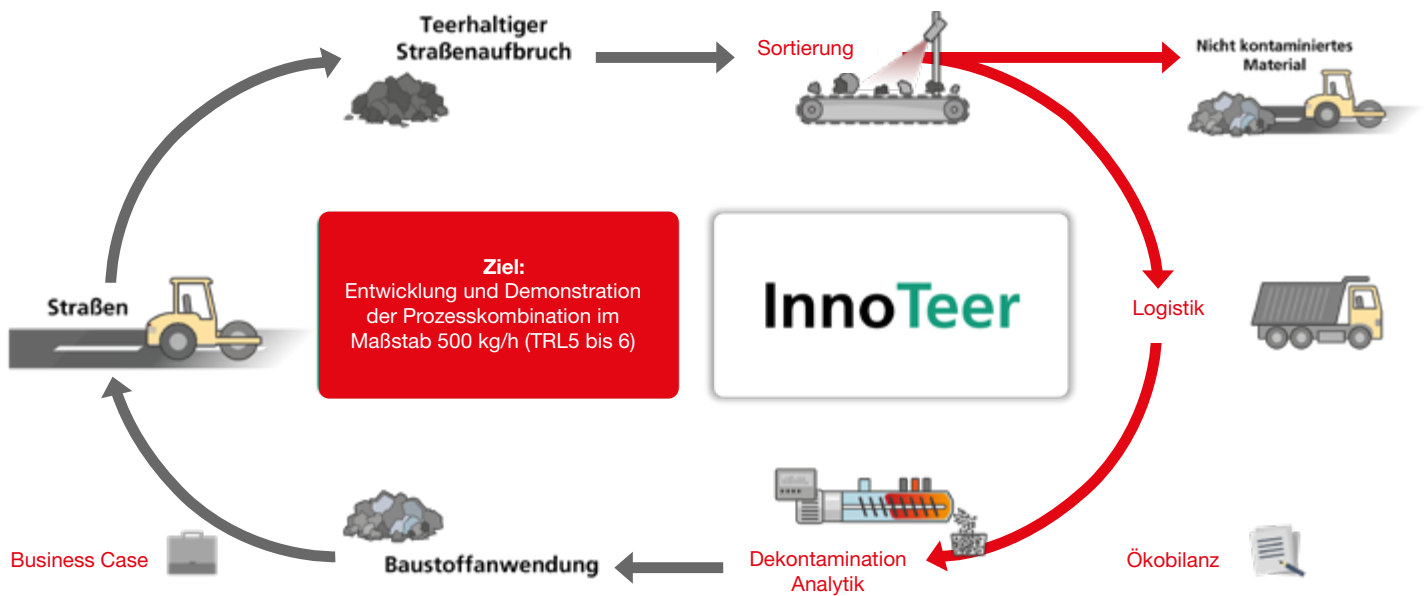 Teerhaltiger
Straßenaufbruch
Sortierung
Nicht kontaminiertes
Material
Straßen
Ziel:
Entwicklung und Demonstration
der Prozesskombination im
Maßstab 500 kg/h (TRL5 bis 6)
InnoTeer
Logistik
Business Case
Baustoffanwendung
Dekontamination
Analytik
Ökobilanz